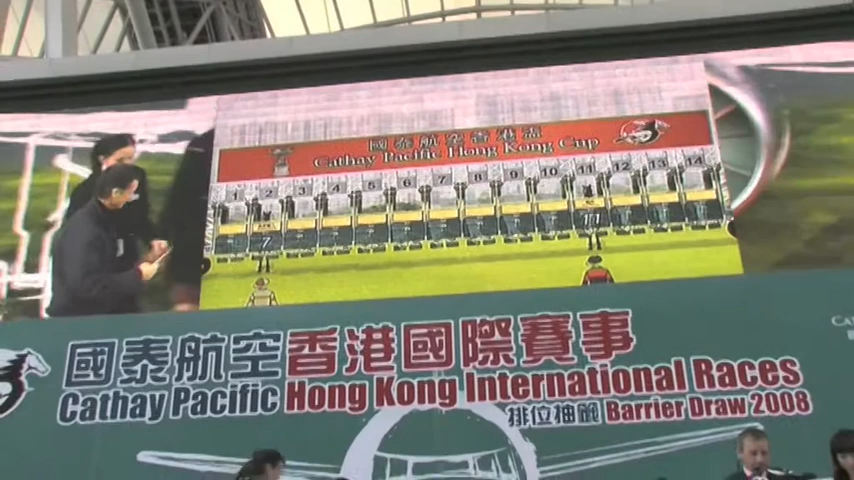 國泰航空香港盃
Cathay Pacific Hong Kong Cup
1 2 3 4 5 6 7 8 9 10 11 12 13 14
7 11
國泰航空香港國際賽事
Cathay Pacific Hong Kong International Races
排位抽籤 Barrier Draw 2008